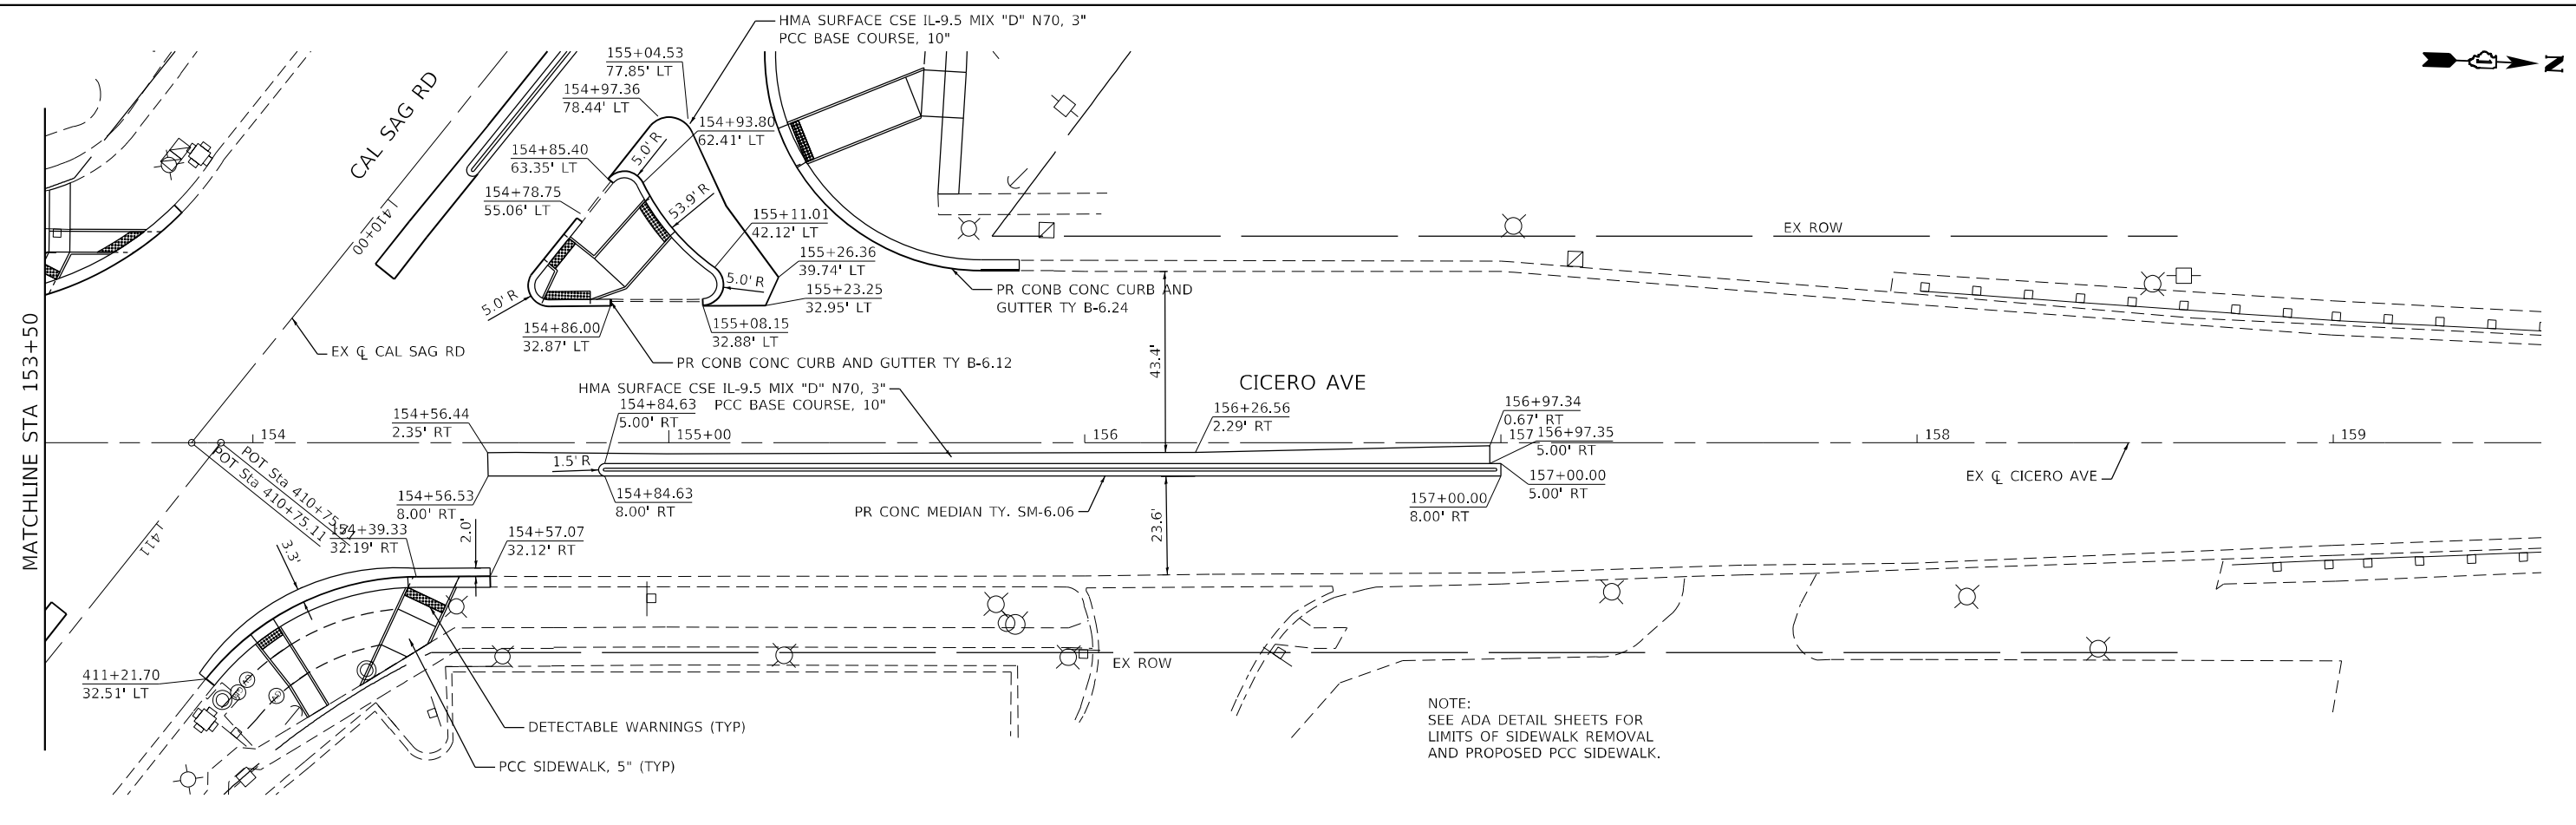 HMA SURFACE CSE IL-9.5 MIX "D" N70, 3"
PCC BASE COURSE, 10"
155+04.53
77.85' LT
154+97.36
78.44' LT
154+93.80
62.41' LT
154+85.40
63.35' LT
154+78.75
55.06' LT
5.0' R
53.9' R
155+11.01
42.12' LT
155+26.36
39.74' LT
155+23.25
32.95' LT
5.0' R
5.0' R
154+86.00
32.87' LT
155+08.15
32.88' LT
PR CONB CONC CURB AND
GUTTER TY B-6.24
PR CONB CONC CURB AND GUTTER TY B-6.12
CAL SAG RD
410+00
EX ℄ CAL SAG RD
N
EX ROW
MATCHLINE STA 153+50
43.4'
CICERO AVE
HMA SURFACE CSE IL-9.5 MIX "D" N70, 3"
PCC BASE COURSE, 10"
154+84.63
5.00' RT
154+56.44
2.35' RT
156+26.56
2.29' RT
156+97.34
0.67' RT
156+97.35
5.00' RT
154
155+00
156
157
158
159
1.5' R
POT Sta 410+75.
POT Sta 410+75.11
411
154+56.53
8.00' RT
154+84.63
8.00' RT
157+00.00
5.00' RT
157+00.00
8.00' RT
EX ℄ CICERO AVE
PR CONC MEDIAN TY. SM-6.06
23.6'
154+39.33
32.19' RT
2.0'
154+57.07
32.12' RT
3.3'
411+21.70
32.51' LT
EX ROW
DETECTABLE WARNINGS (TYP)
PCC SIDEWALK, 5" (TYP)
NOTE:
SEE ADA DETAIL SHEETS FOR
LIMITS OF SIDEWALK REMOVAL
AND PROPOSED PCC SIDEWALK.